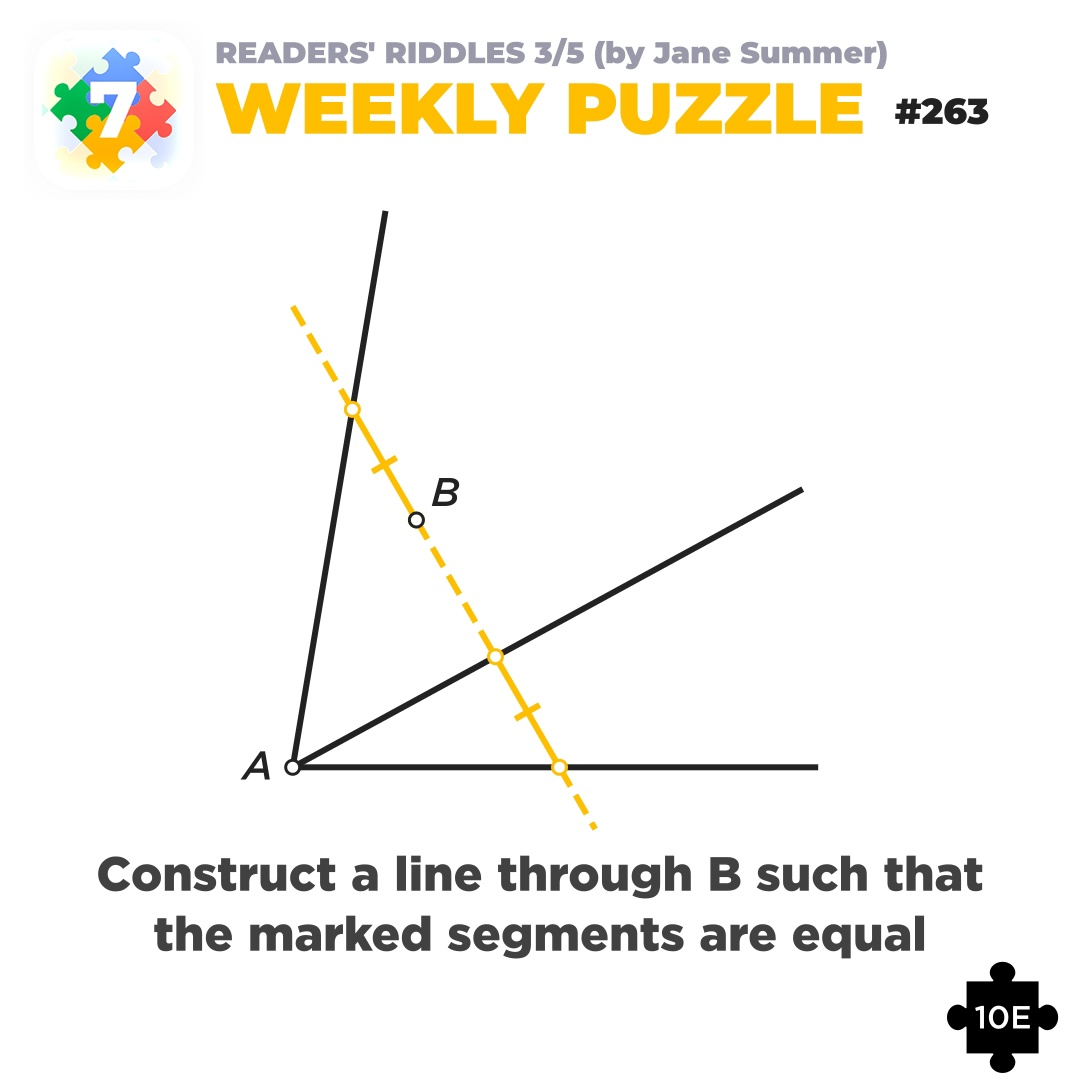 READERS' RIDDLES 3/5 (by Jane Summer)
7
WEEKLY PUZZLE #263
B
A
Construct a line through B such that
the marked segments are equal
10E